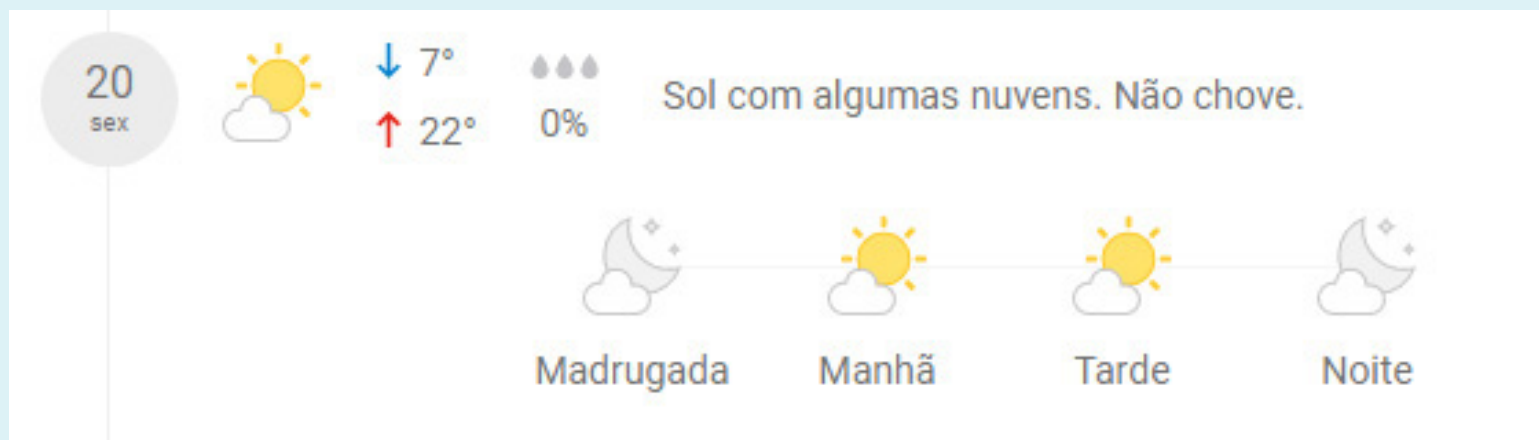 20
sex
7°
22°
0%
Sol com algumas nuvens. Não chove.
Madrugada
Manhã
Tarde
Noite